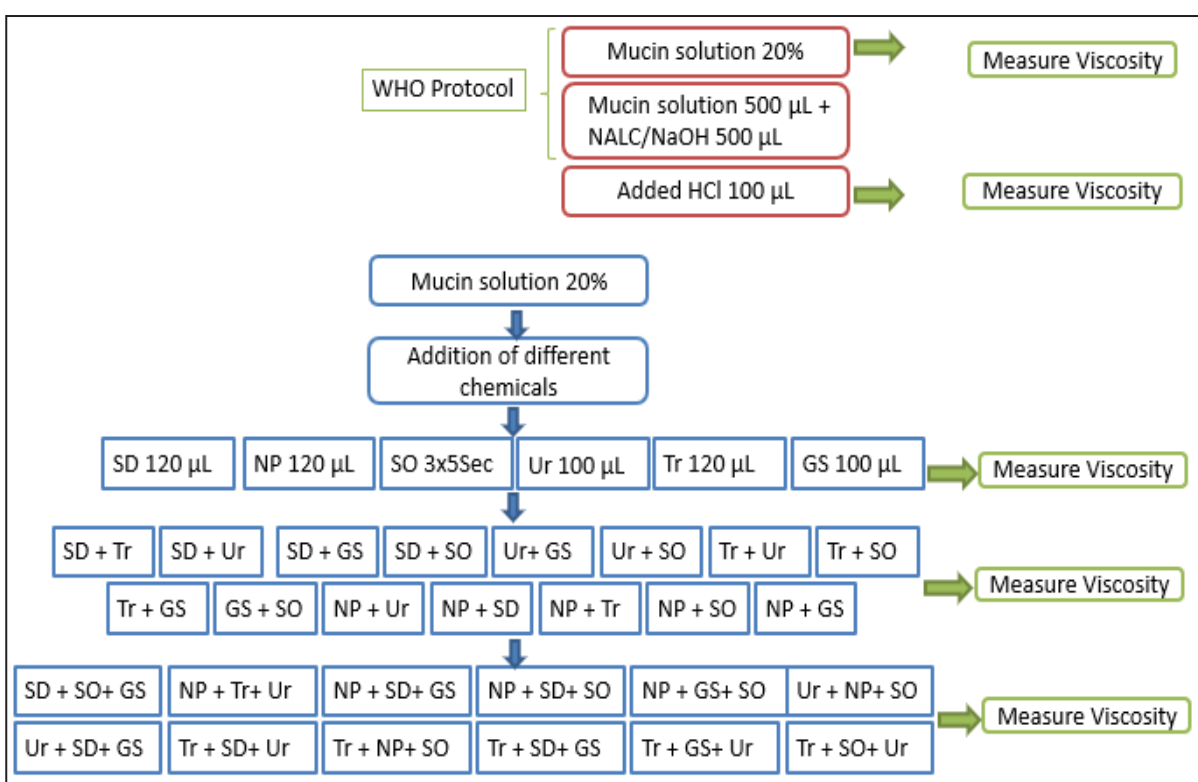 Mucin solution 20%
Measure Viscosity
WHO Protocol
Mucin solution 500 µL +
NALC/NaOH 500 µL
Added HCl 100 µL
Measure Viscosity
Mucin solution 20%
Addition of different
chemicals
SD 120 µL
NP 120 µL
SO 3x5Sec
Ur 100 µL
Tr 120 µL
GS 100 µL
Measure Viscosity
SD + Tr
SD + Ur
SD + GS
SD + SO
Ur+ GS
Ur + SO
Tr + Ur
Tr + SO
Tr + GS
GS + SO
NP + Ur
NP + SD
NP + Tr
NP + SO
NP + GS
Measure Viscosity
SD + SO+ GS
NP + Tr+ Ur
NP + SD+ GS
NP + SD+ SO
NP + GS+ SO
Ur + NP+ SO
Ur + SD+ GS
Tr + SD+ Ur
Tr + NP+ SO
Tr + SD+ GS
Tr + GS+ Ur
Tr + SO+ Ur
Measure Viscosity